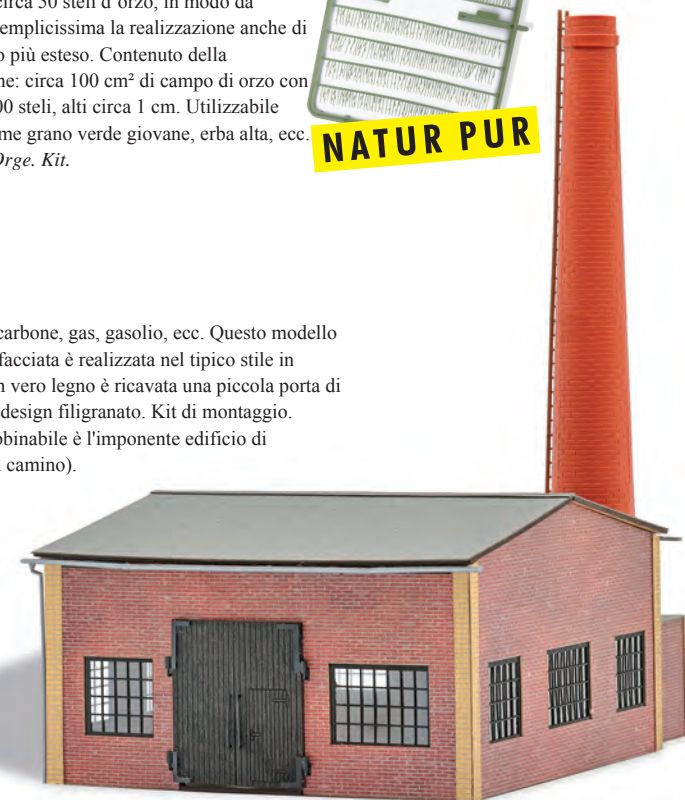 circa 50 steli d'orzo, in modo da
emplicissima la realizzazione anche di
o più esteso. Contenuto della
ne: circa 100 cm² di campo di orzo con
00 steli, alti circa 1 cm. Utilizzabile
me grano verde giovane, erba alta, ecc.
Orge. Kit.
NATUR PUR
carbone, gas, gasolio, ecc. Questo modello
facciata è realizzata nel tipico stile in
n vero legno è ricavata una piccola porta di
design filigranato. Kit di montaggio.
binabile è l'imponente edificio di
camino).